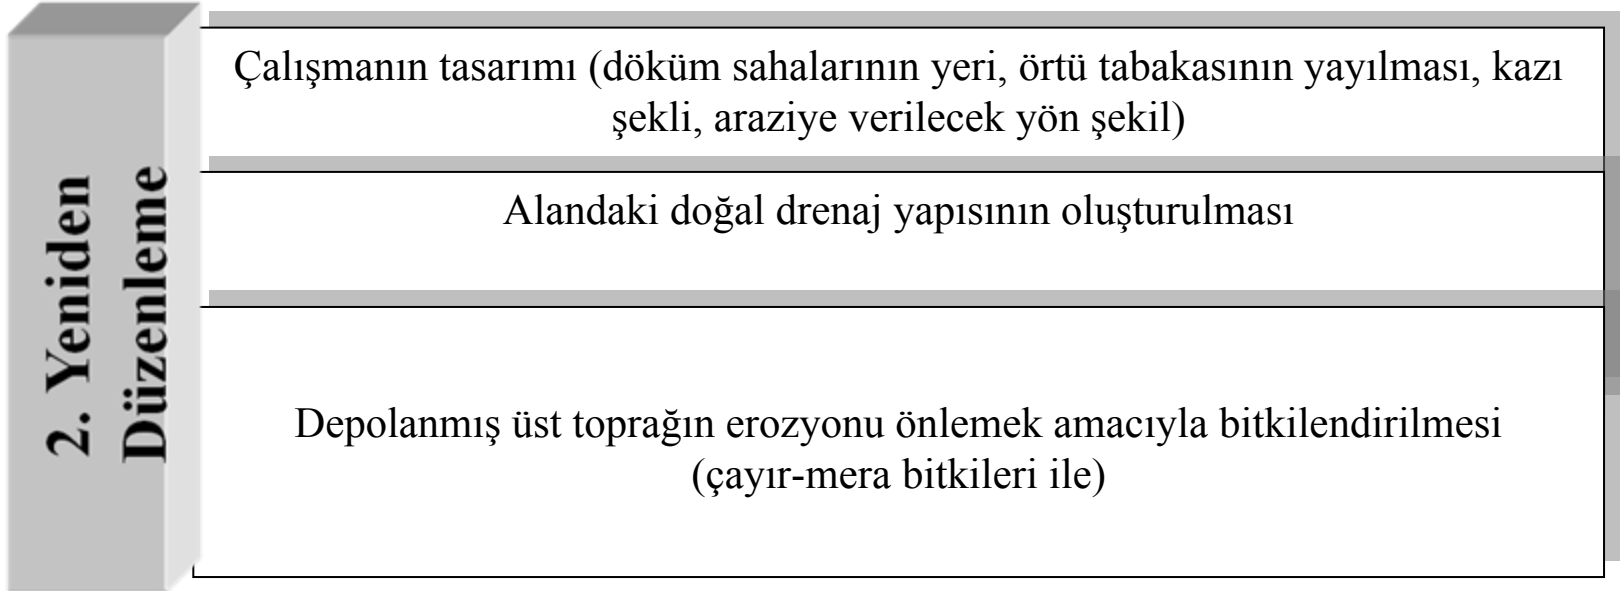 2. Yeniden
Düzenleme
Çalışmanın tasarımı (döküm sahalarının yeri, örtü tabakasının yayılması, kazı
şekli, araziye verilecek yön şekil)
Alandaki doğal drenaj yapısının oluşturulması
Depolanmış üst toprağın erozyonu önlemek amacıyla bitkilendirilmesi
(çayır-mera bitkileri ile)